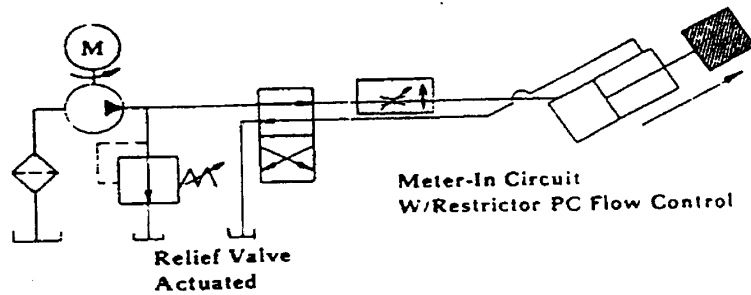 M
Meter-In Circuit
W/Restrictor PC Flow Control
Relief Valve
Actuated